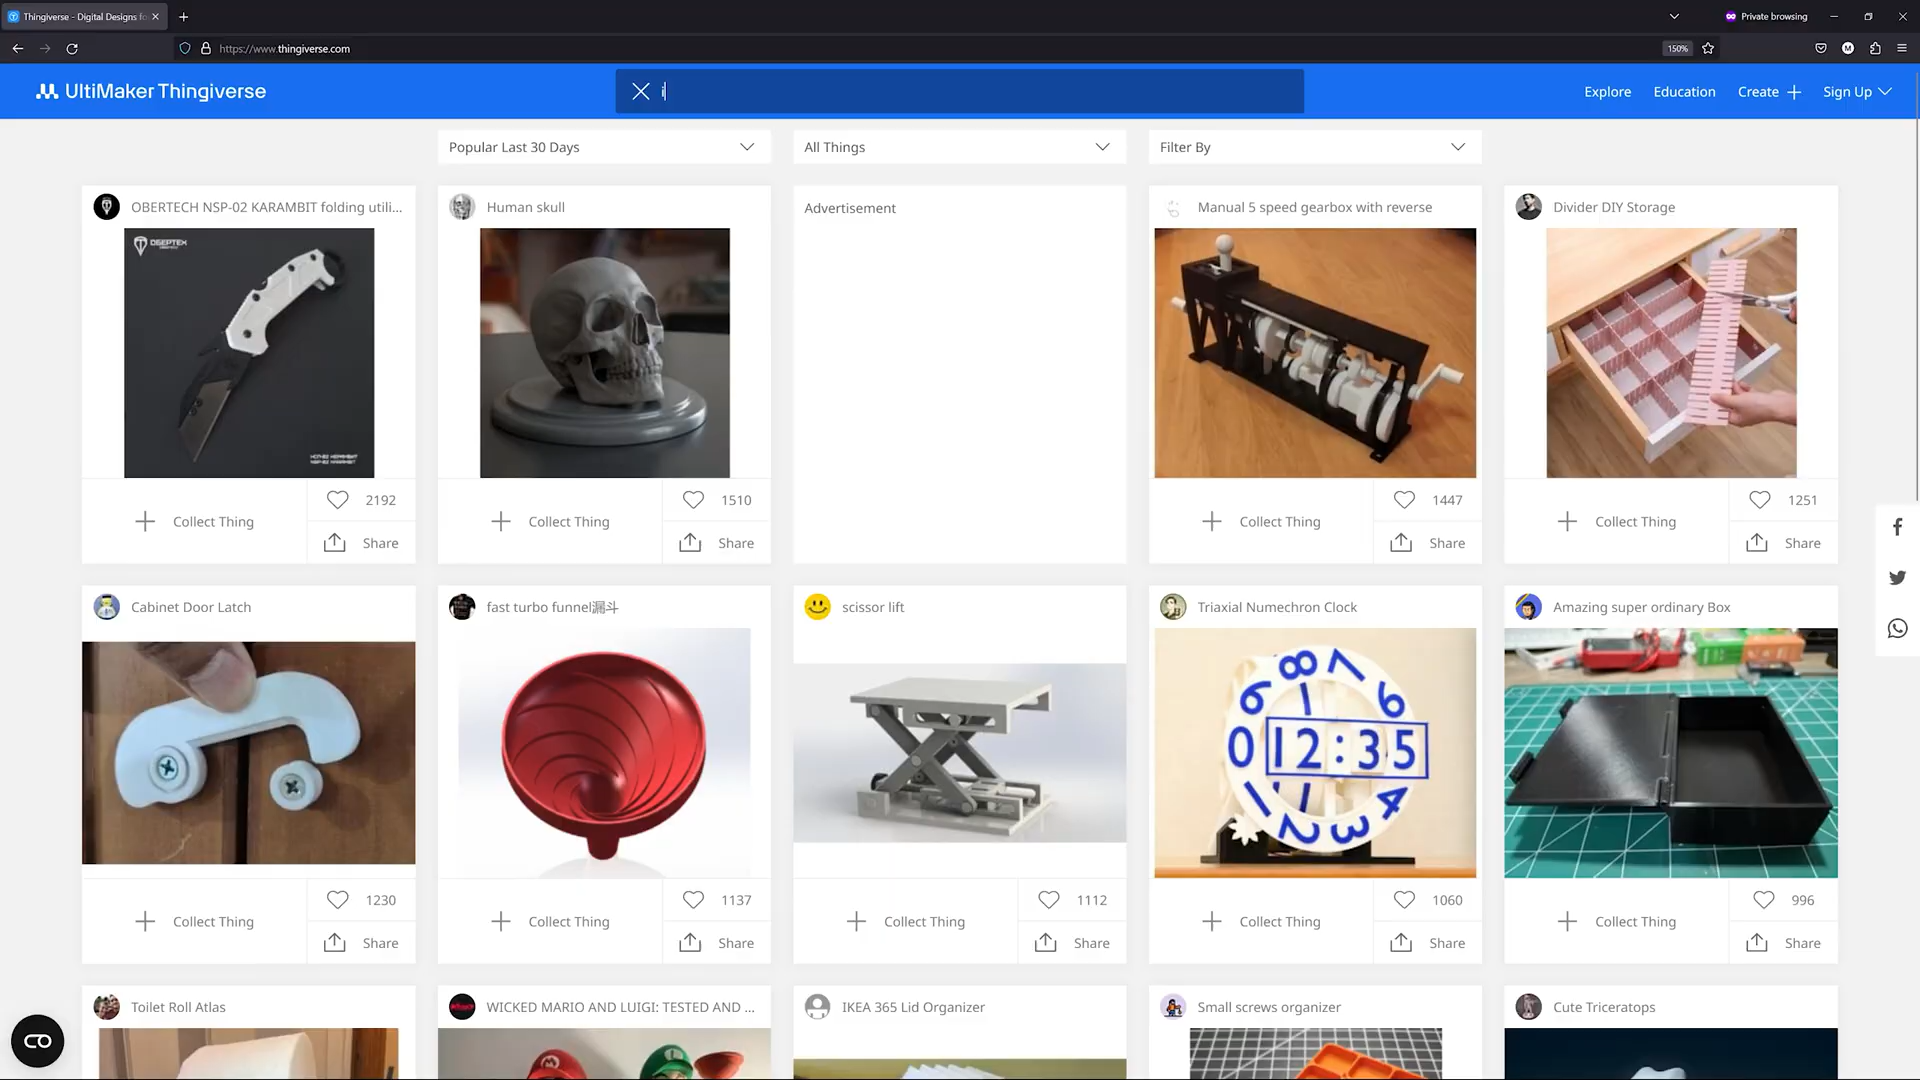 Thingiverse - Digital Designs fo
Private browsing
https://www.thingiverse.com
150%
UltiMaker Thingiverse
i
Explore
Education
Create
Sign Up
Popular Last 30 Days
All Things
Filter By
OBERTECH NSP-02 KARAMBIT folding utili...
Human skull
Advertisement
Manual 5 speed gearbox with reverse
Divider DIY Storage
ОБЕРТЕХ
Collect Thing
2192
Share
Collect Thing
1510
Share
Collect Thing
1447
Share
Collect Thing
1251
Share
Cabinet Door Latch
fast turbo funnel漏斗
scissor lift
Triaxial Numechron Clock
Amazing super ordinary Box
12:35
Collect Thing
1230
Share
Collect Thing
1137
Share
Collect Thing
1112
Share
Collect Thing
1060
Share
Collect Thing
996
Share
Toilet Roll Atlas
WICKED MARIO AND LUIGI: TESTED AND ...
IKEA 365 Lid Organizer
Small screws organizer
Cute Triceratops